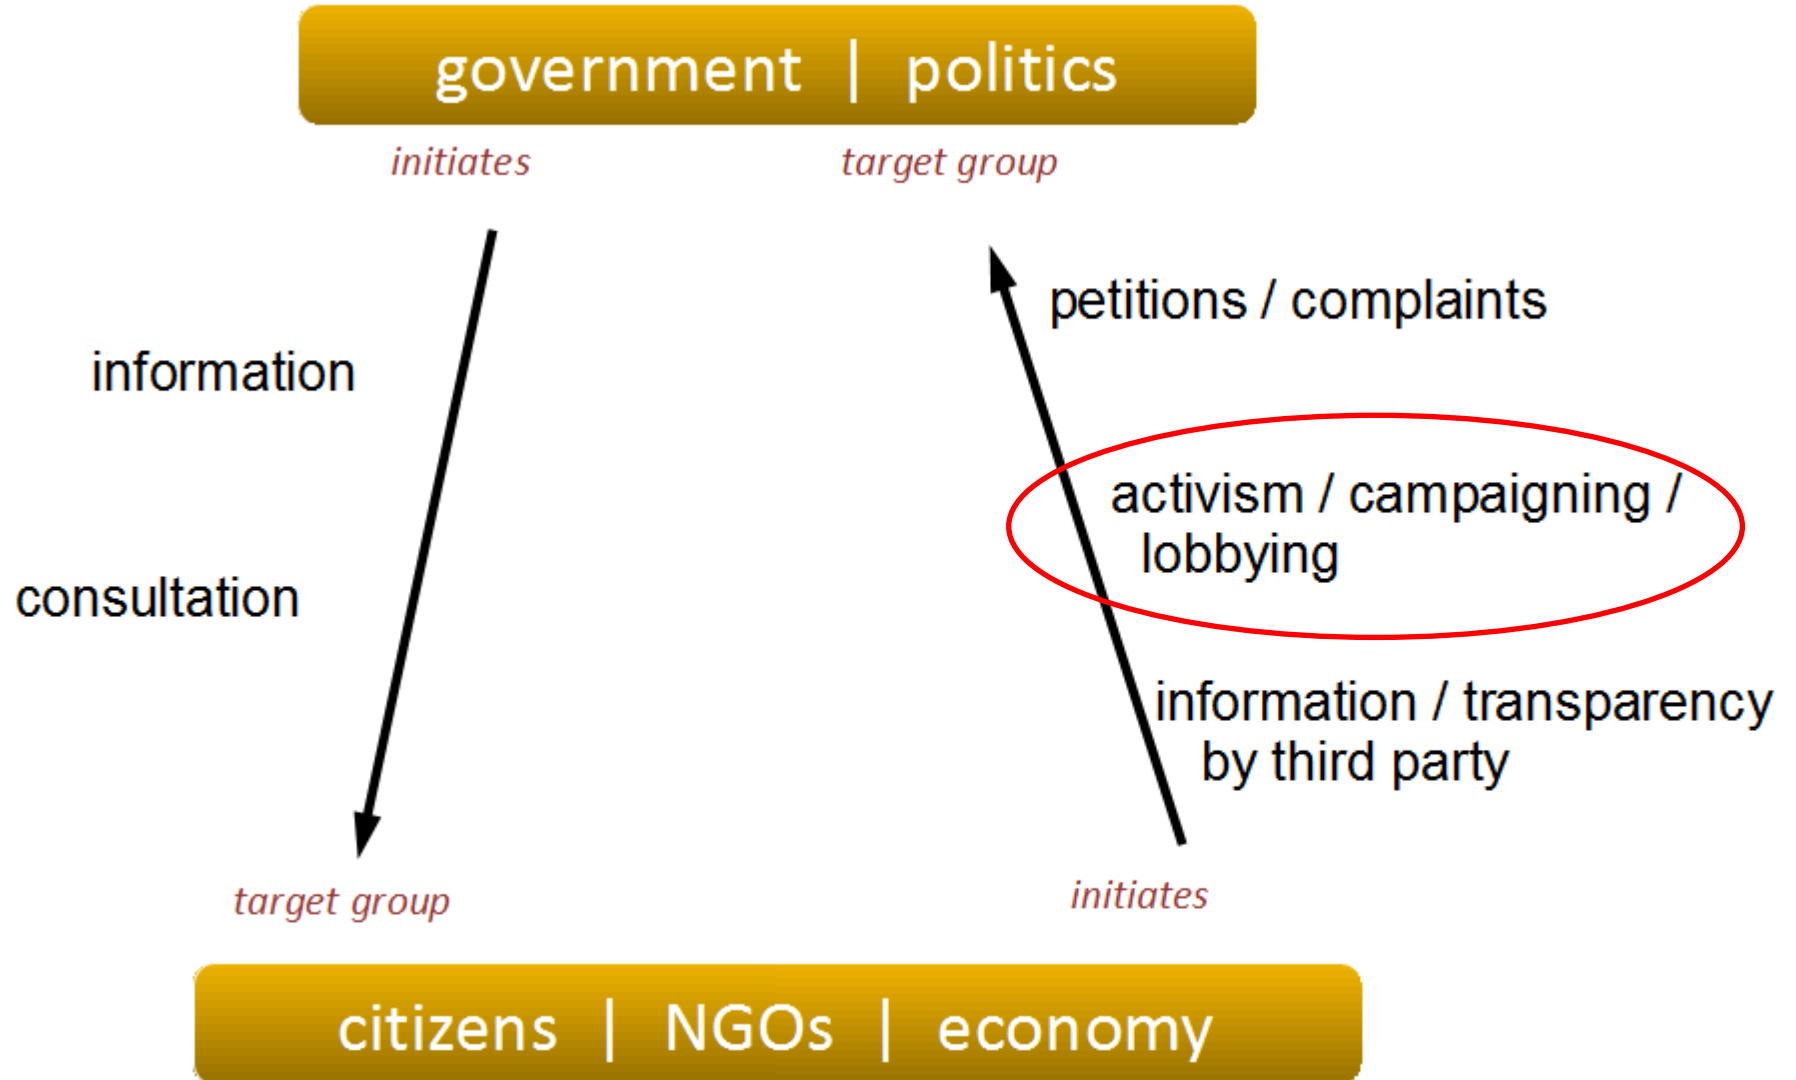 government | politics
initiates
target group
petitions / complaints
information
activism / campaigning /
lobbying
consultation
information / transparency
by third party
target group
initiates
citizens | NGOs | economy